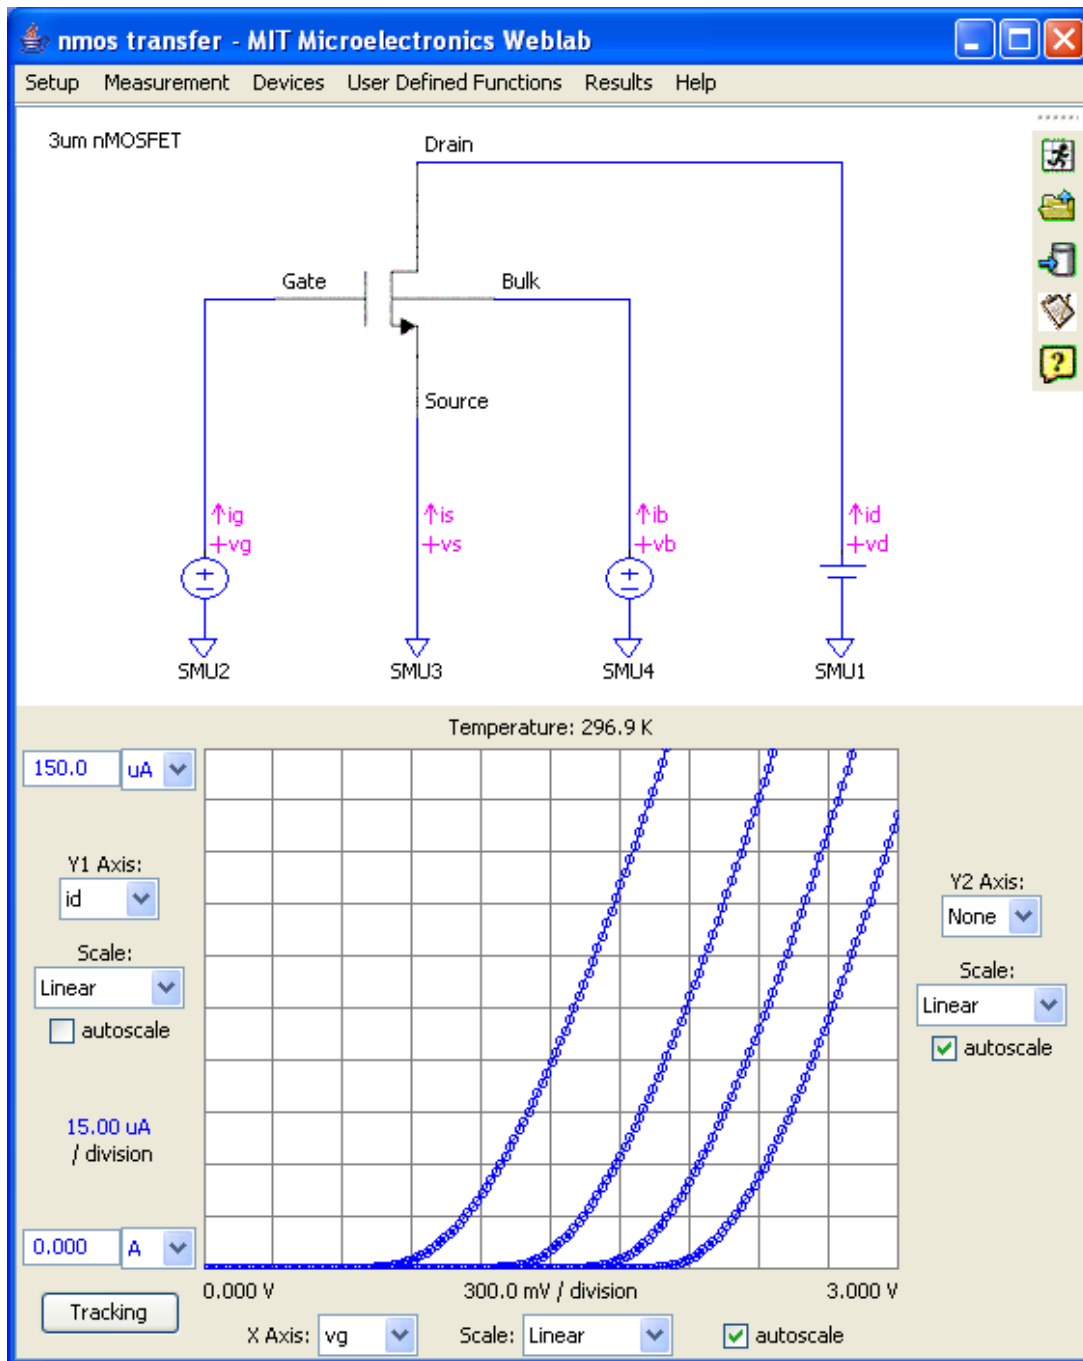 nmos transfer - MIT Microelectronics Weblab
Setup Measurement Devices User Defined Functions Results Help
3um nMOSFET
Drain
Gate
Bulk
Source
↑ig ↑is ↑ib ↑id
+vg +vs +vb +vd
SMU2 SMU3 SMU4 SMU1
Temperature: 296.9 K
150.0 uA
Y1 Axis:
id
Scale:
Linear
autoscale
15.00 uA
/ division
0.000 A
Tracking
Y2 Axis:
None
Scale:
Linear
autoscale
0.000 V 300.0 mV / division 3.000 V
X Axis: vg Scale: Linear autoscale